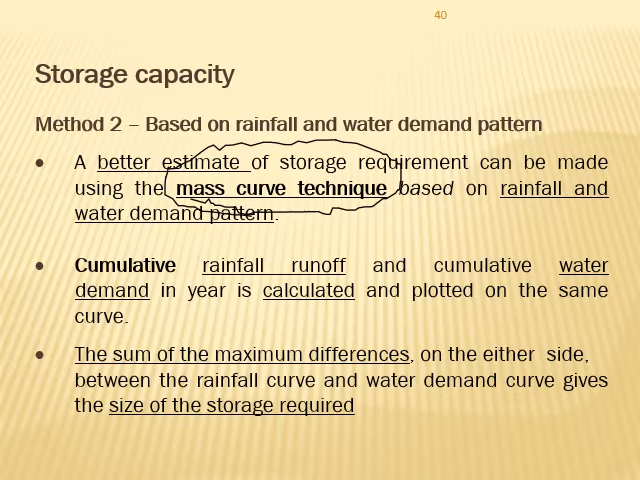 40
Storage capacity
Method 2 – Based on rainfall and water demand pattern
• A better estimate of storage requirement can be made
using the mass curve technique based on rainfall and
water demand pattern.
• Cumulative rainfall runoff and cumulative water
demand in year is calculated and plotted on the same
curve.
• The sum of the maximum differences, on the either side,
between the rainfall curve and water demand curve gives
the size of the storage required